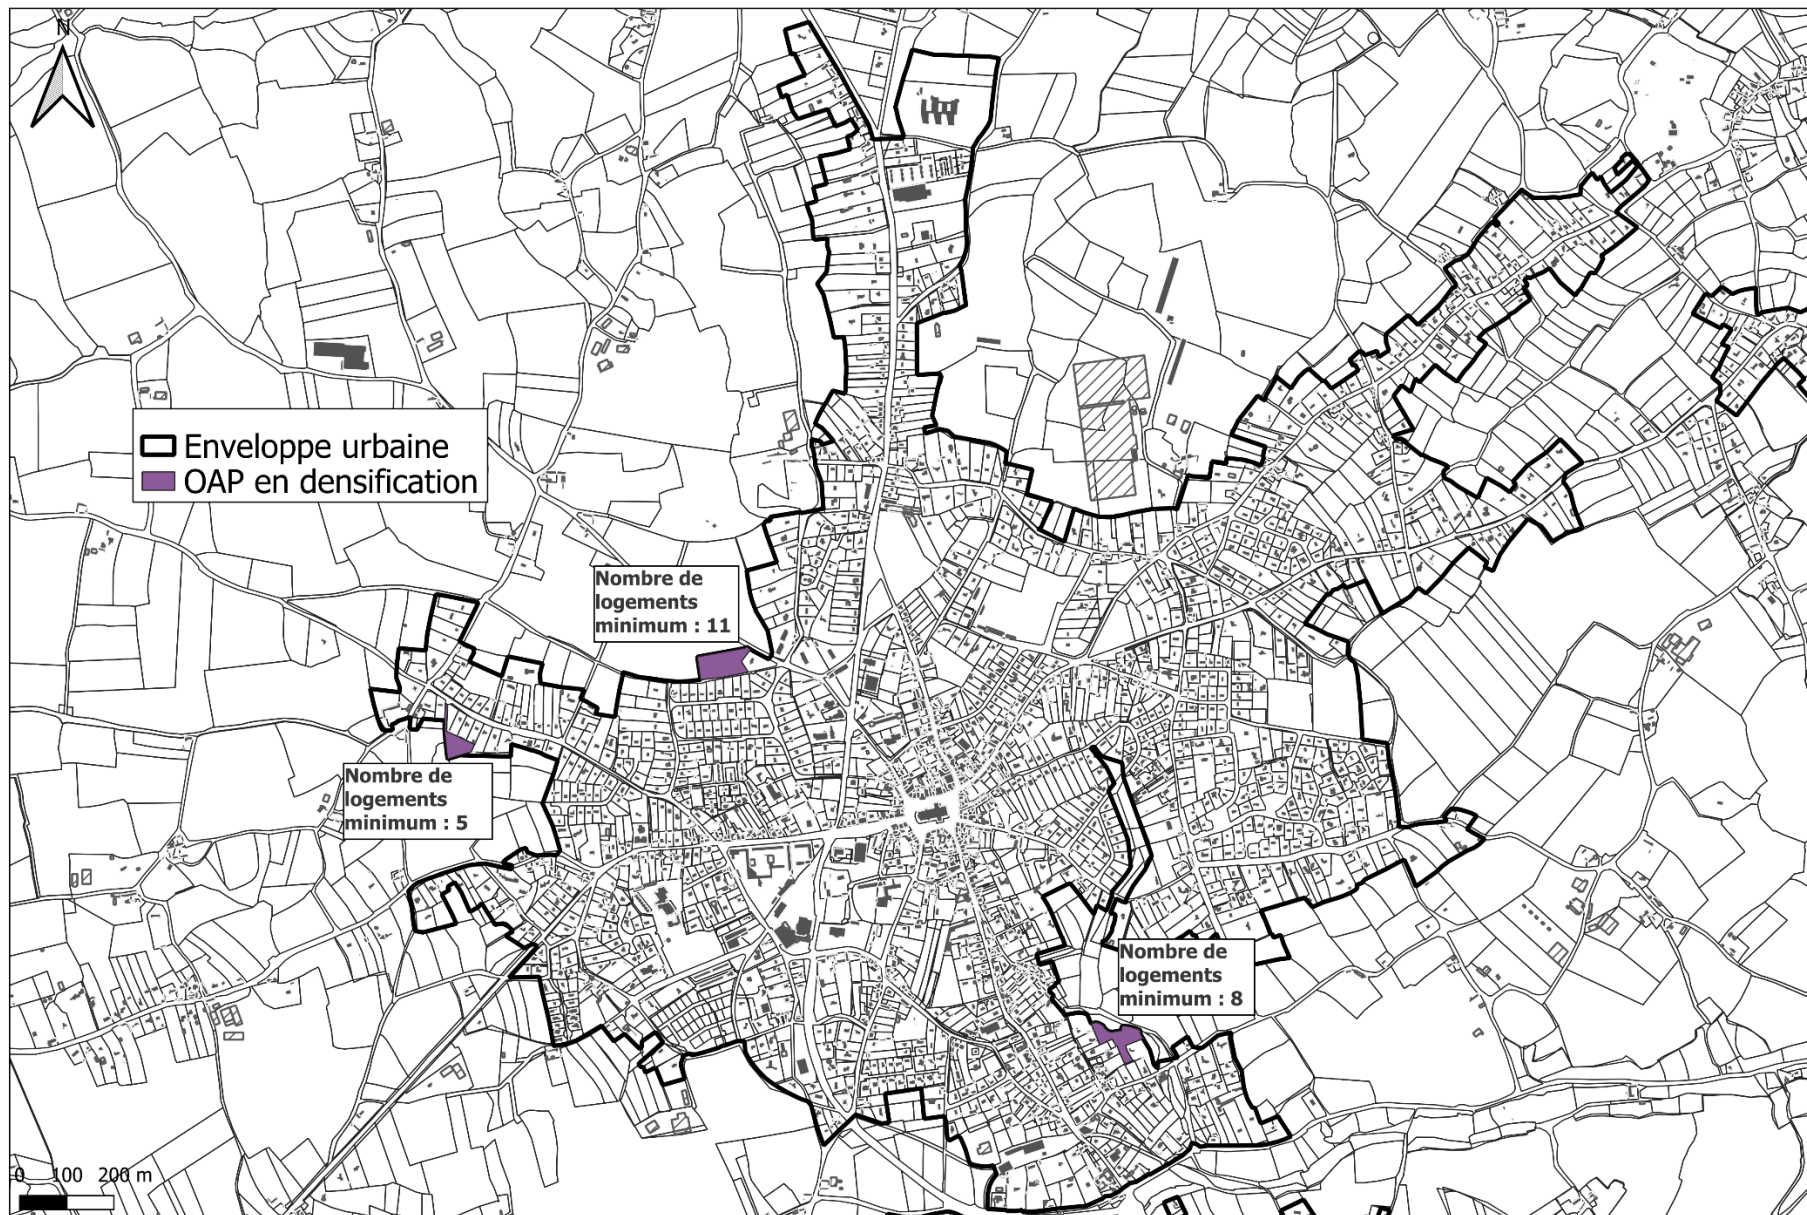 N
Enveloppe urbaine
OAP en densification
Nombre de
logements
minimum : 11
Nombre de
logements
minimum : 5
Nombre de
logements
minimum : 8
0 100 200 m